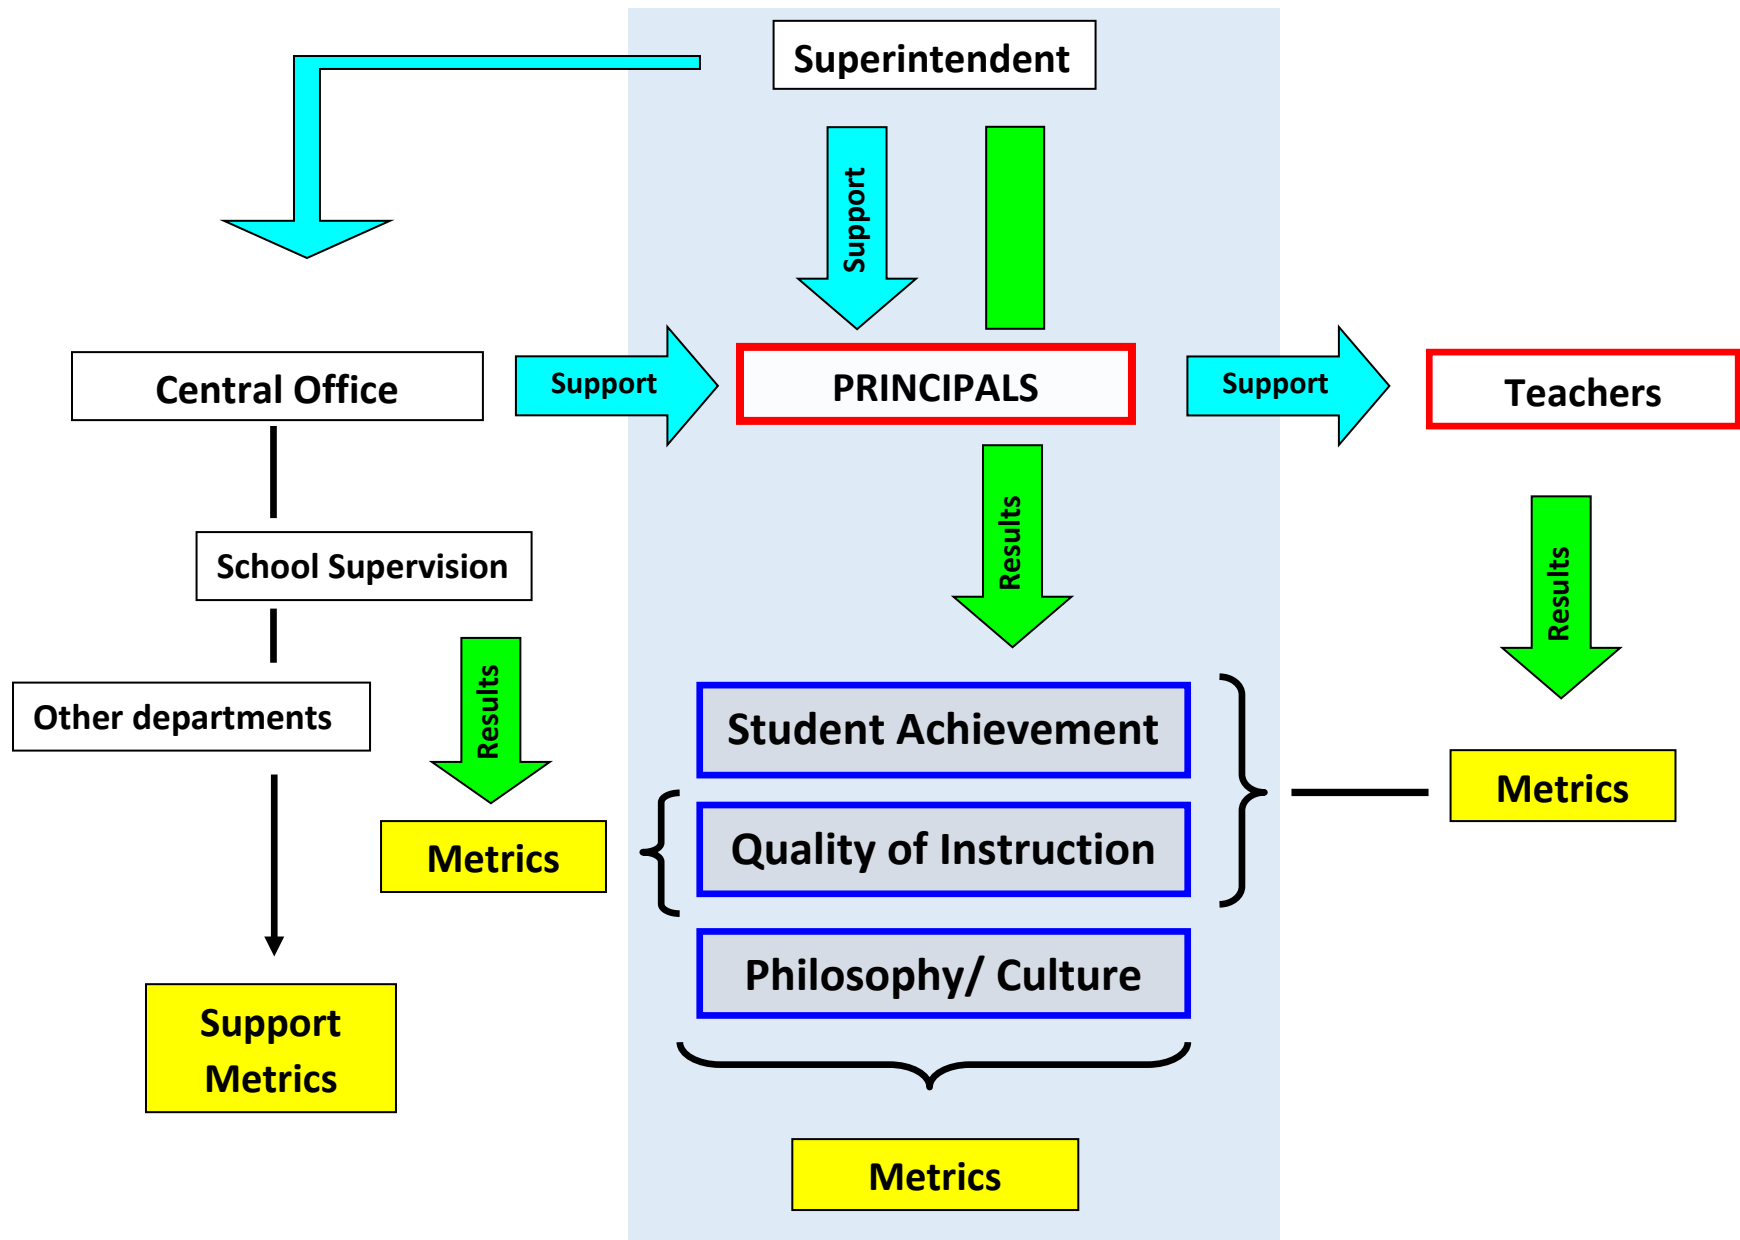 Superintendent
Support
Central Office
Support
PRINCIPALS
Support
Teachers
School Supervision
Results
Results
Other departments
Results
Student Achievement
Metrics
Quality of Instruction
Metrics
Philosophy/ Culture
Support
Metrics
Metrics